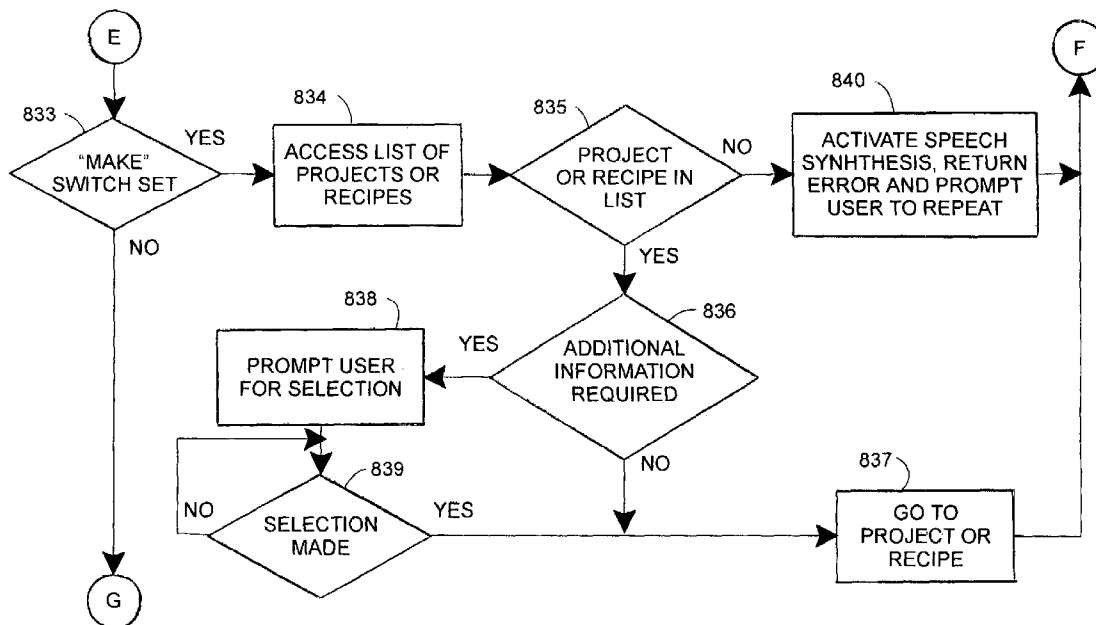 E
F
833
"MAKE"
SWITCH SET
YES
NO
834
ACCESS LIST OF
PROJECTS OR
RECIPES
835
PROJECT
OR RECIPE IN
LIST
NO
YES
840
ACTIVATE SPEECH
SYNHTHESIS, RETURN
ERROR AND PROMPT
USER TO REPEAT
836
ADDITIONAL
INFORMATION
REQUIRED
YES
NO
838
PROMPT USER
FOR SELECTION
839
SELECTION
MADE
NO
YES
837
GO TO
PROJECT OR
RECIPE
G